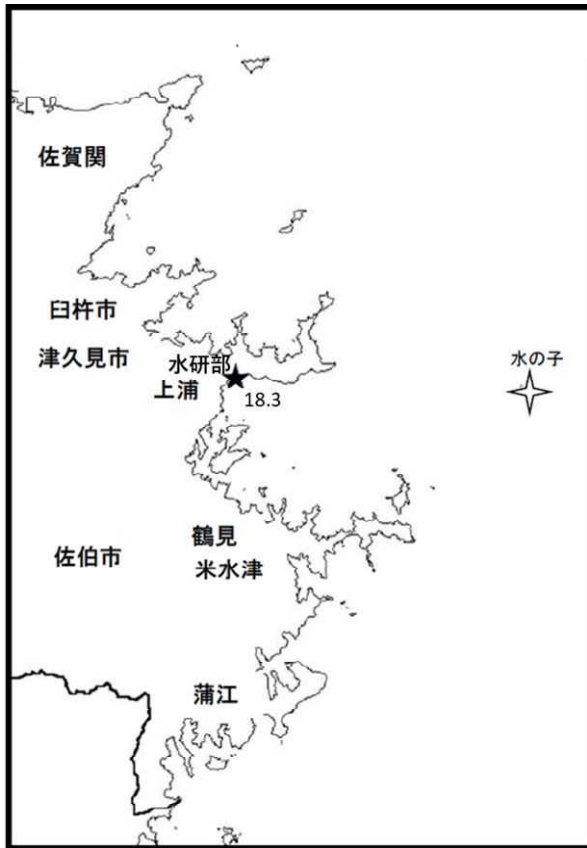 佐賀関
臼杵市
津久見市
水研部
上浦
18.3
水の子
鶴見
米水津
佐伯市
蒲江